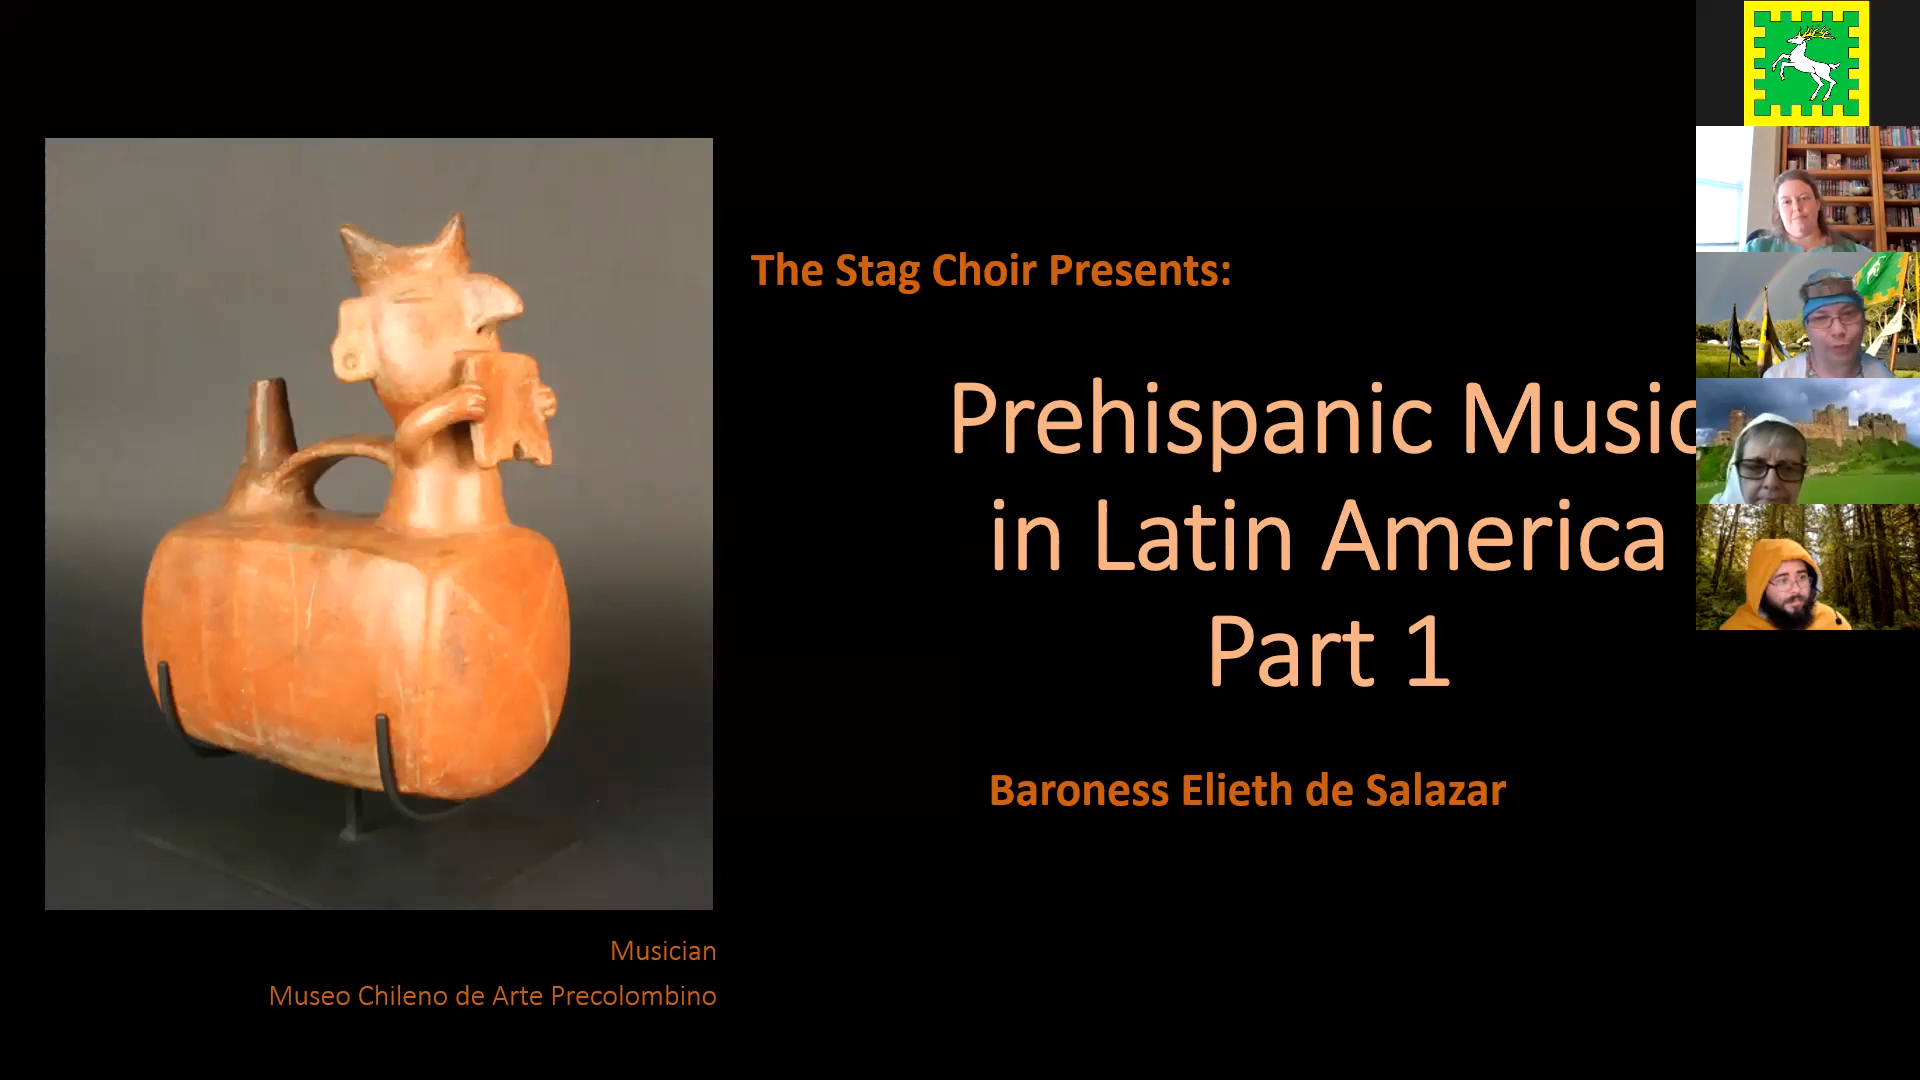 The Stag Choir Presents:
Prehispanic Music
in Latin America
Part 1
Baroness Elieth de Salazar
Musician
Museo Chileno de Arte Precolombino